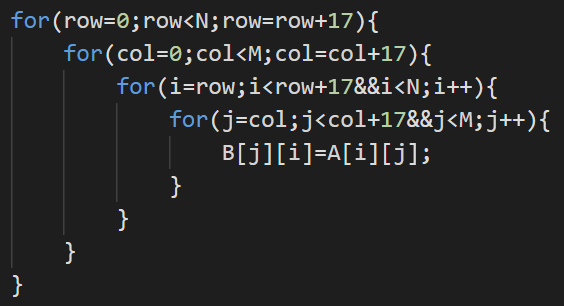 for(row=0;row<N;row=row+17){
    for(col=0;col<M;col=col+17){
        for(i=row;i<row+17&&i<N;i++){
            for(j=col;j<col+17&&j<M;j++){
                B[j][i]=A[i][j];
            }
        }
    }
}